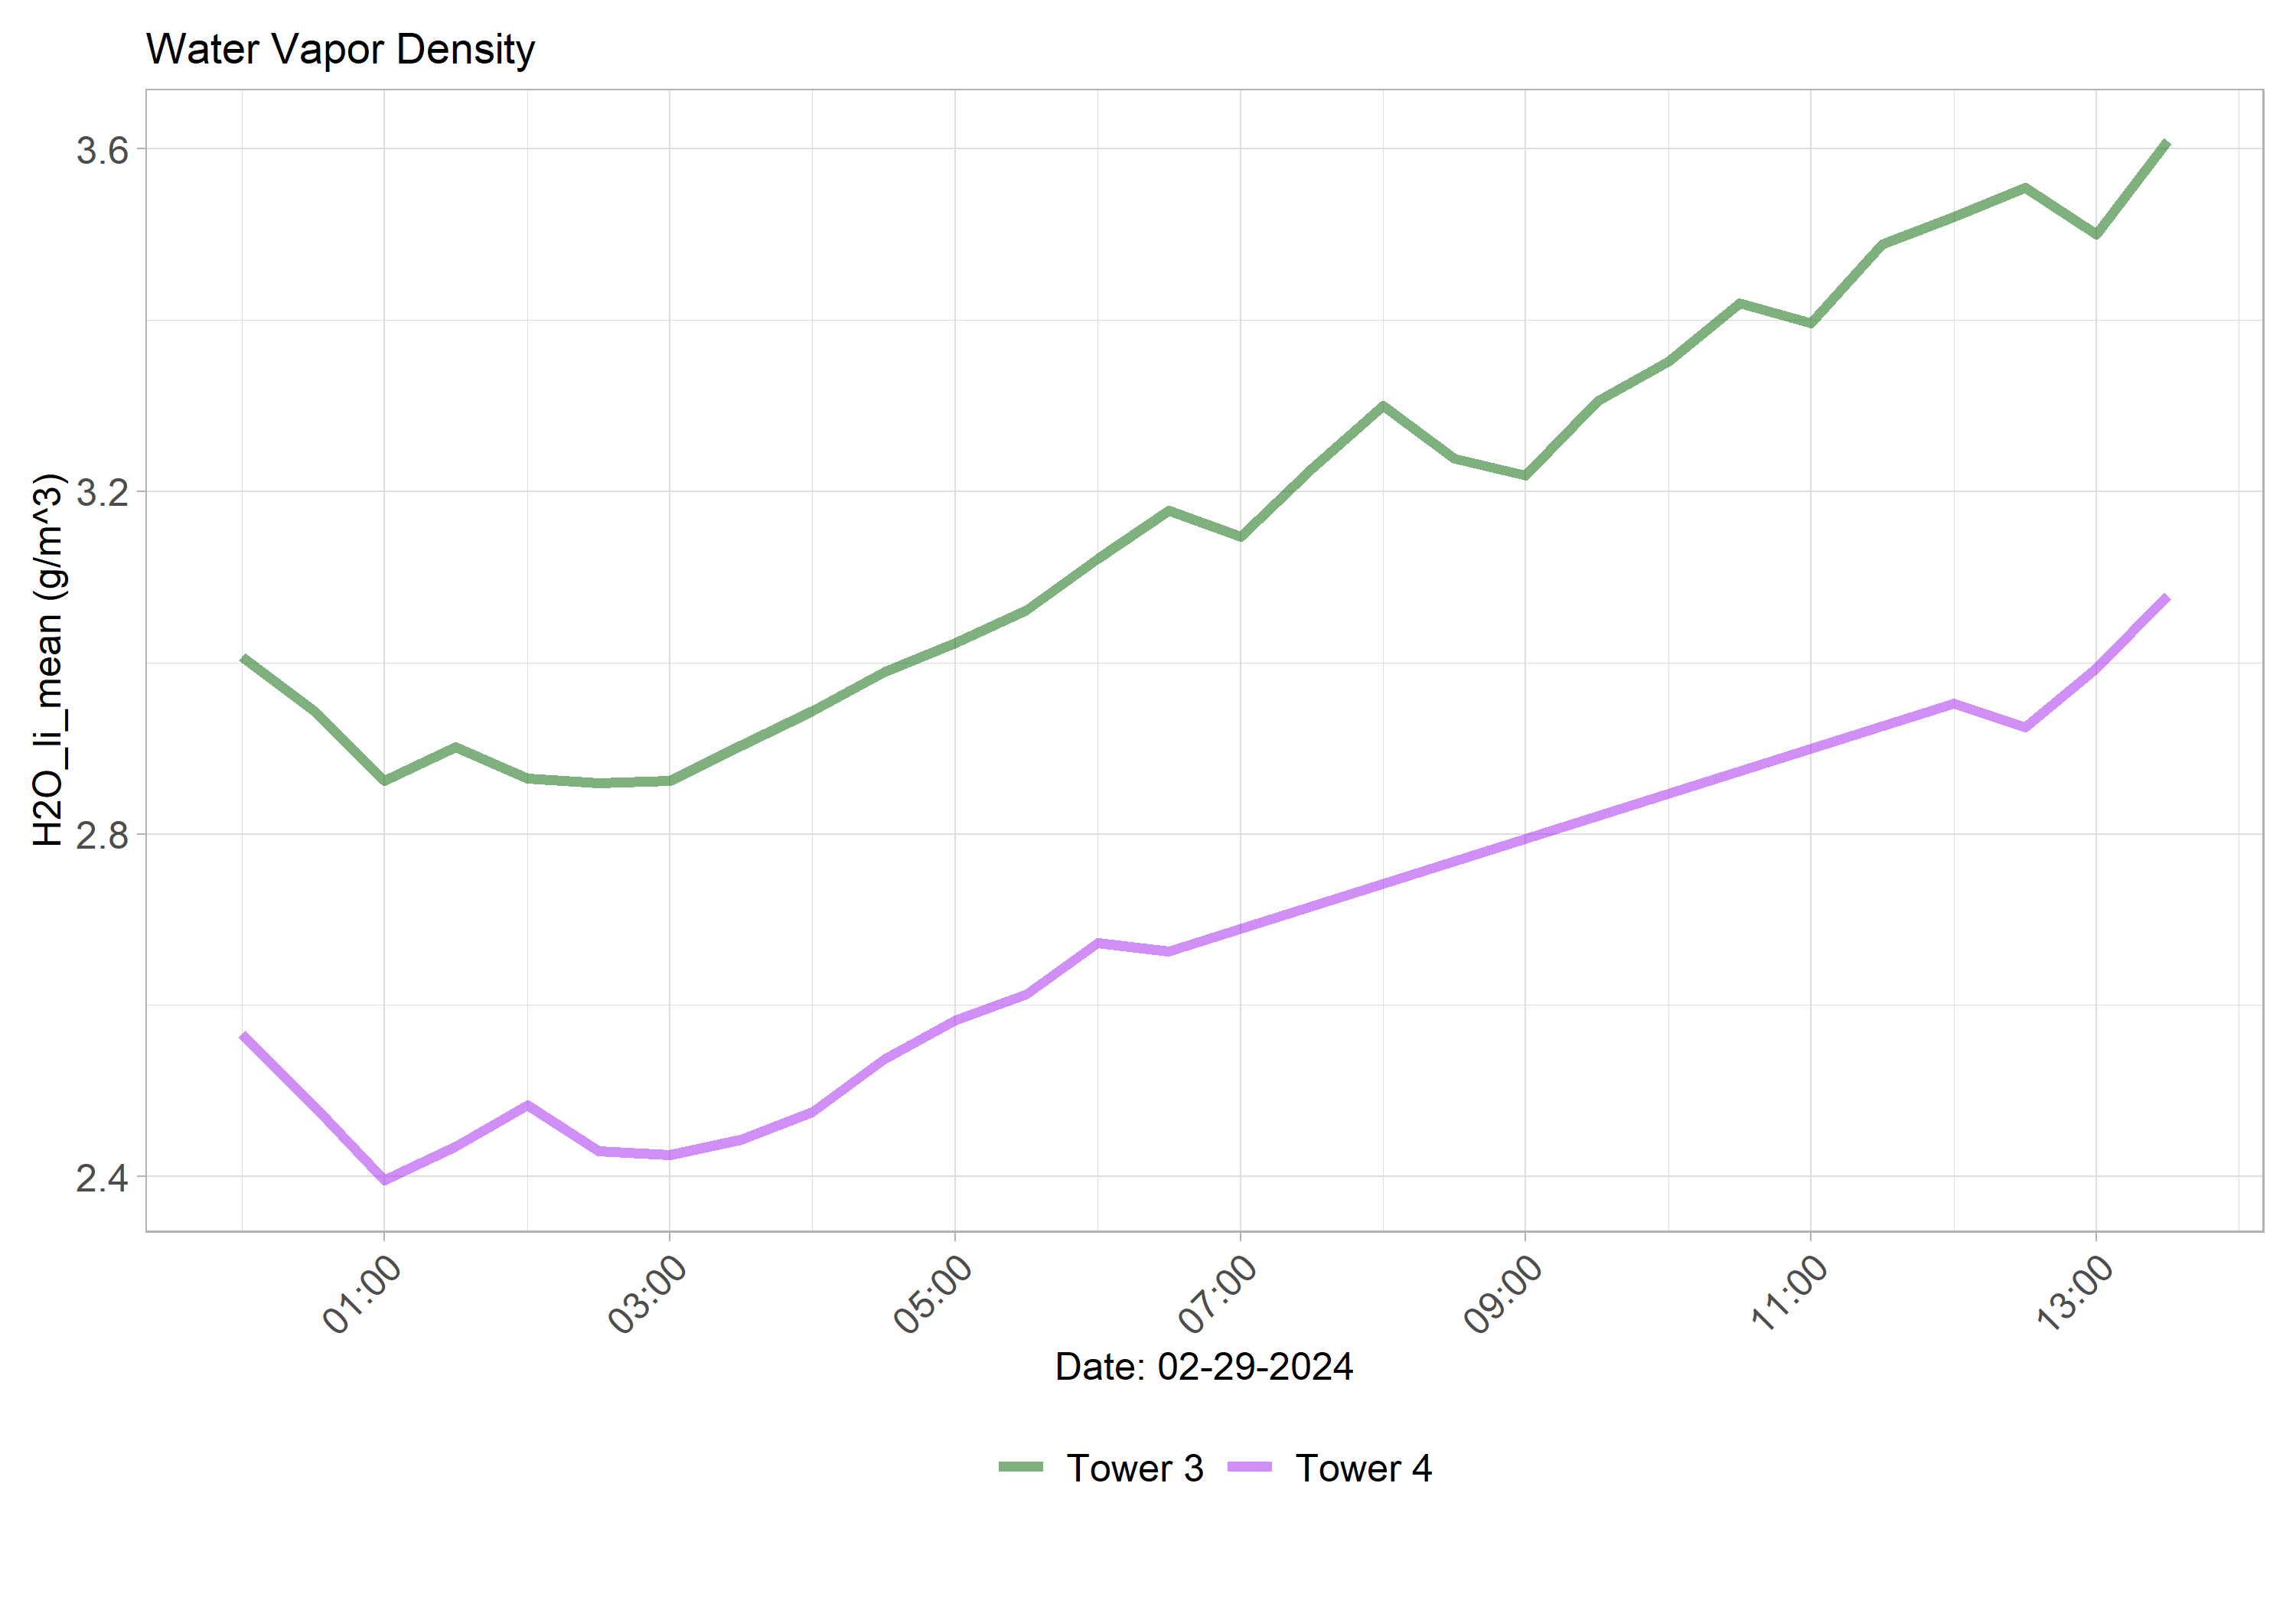 Water Vapor Density
H2O_li_mean (g/m^3)
3.6
3.2
2.8
2.4
01:00
03:00
05:00
07:00
09:00
11:00
13:00
Date: 02-29-2024
Tower 3
Tower 4